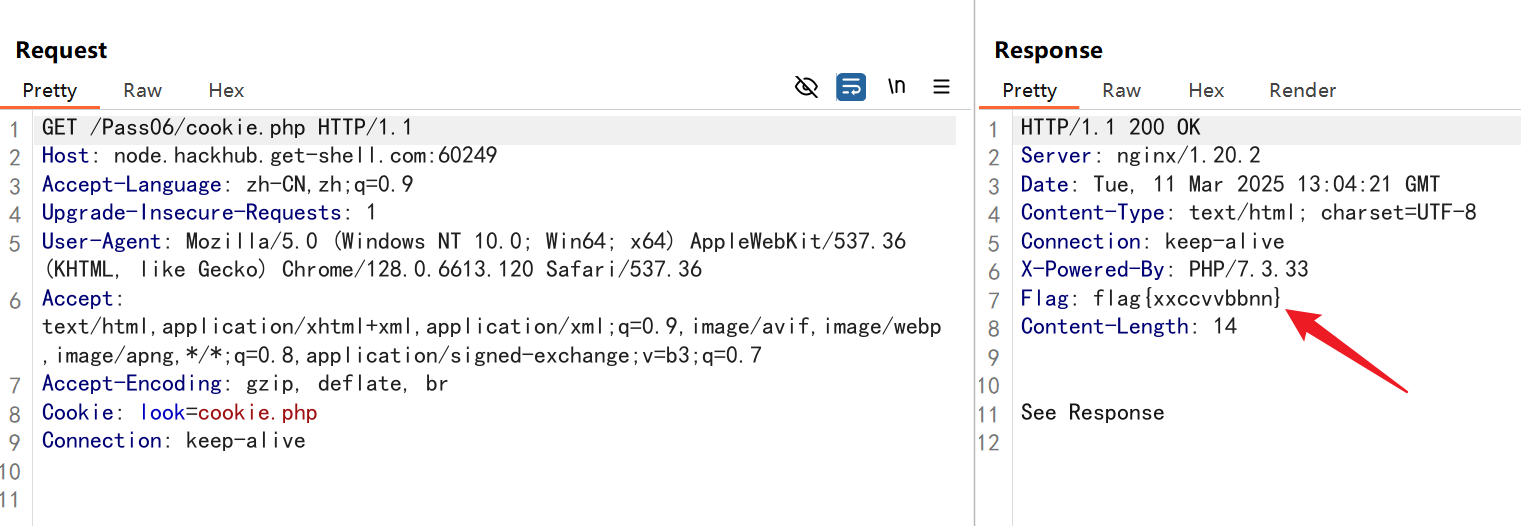 Request
Pretty Raw Hex
\n
1 GET /Pass06/cookie.php HTTP/1.1
2 Host: node.hackhub.get-shell.com:60249
3 Accept-Language: zh-CN,zh;q=0.9
4 Upgrade-Insecure-Requests: 1
5 User-Agent: Mozilla/5.0 (Windows NT 10.0; Win64; x64) AppleWebKit/537.36
(KHTML, like Gecko) Chrome/128.0.6613.120 Safari/537.36
6 Accept:
text/html,application/xhtml+xml,application/xml;q=0.9,image/avif,image/webp
,image/apng,*/*;q=0.8,application/signed-exchange;v=b3;q=0.7
7 Accept-Encoding: gzip, deflate, br
8 Cookie: look=cookie.php
9 Connection: keep-alive
10
11
Response
Pretty Raw Hex Render
1 HTTP/1.1 200 OK
2 Server: nginx/1.20.2
3 Date: Tue, 11 Mar 2025 13:04:21 GMT
4 Content-Type: text/html; charset=UTF-8
5 Connection: keep-alive
6 X-Powered-By: PHP/7.3.33
7 Flag: flag{xxccvvbbnn}
8 Content-Length: 14
9
10
11 See Response
12